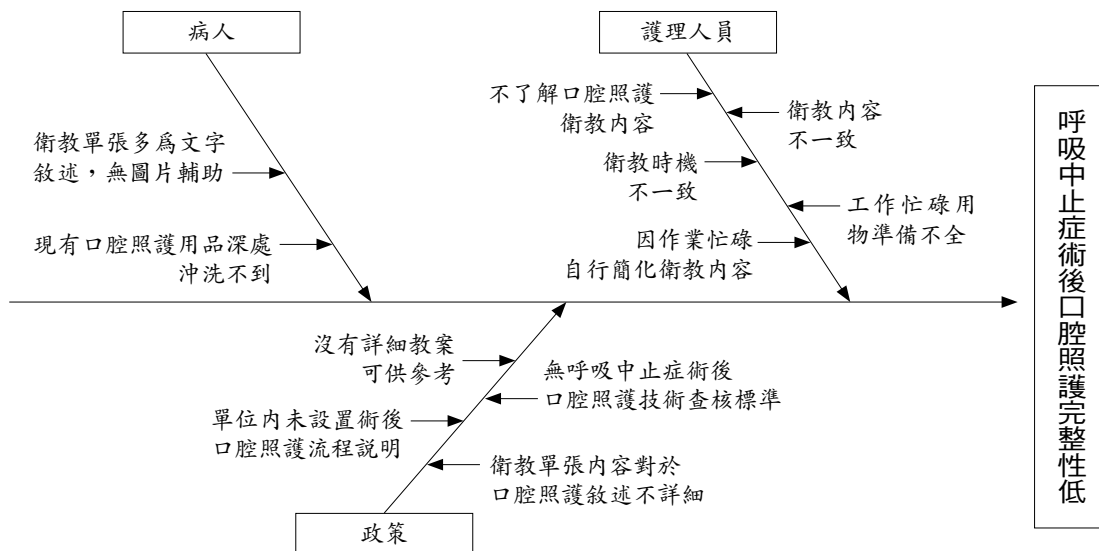 病人
護理人員
衛教單張多為文字
敘述，無圖片輔助
現有口腔照護用品深處
沖洗不到
不了解口腔照護
衛教內容
衛教內容
不一致
衛教時機
不一致
工作忙碌用
物準備不全
因作業忙碌
自行簡化衛教內容
呼吸中止症術後口腔照護完整性低
沒有詳細教案
可供參考
無呼吸中止症術後
口腔照護技術查核標準
單位內未設置術後
口腔照護流程說明
衛教單張內容對於
口腔照護敘述不詳細
政策